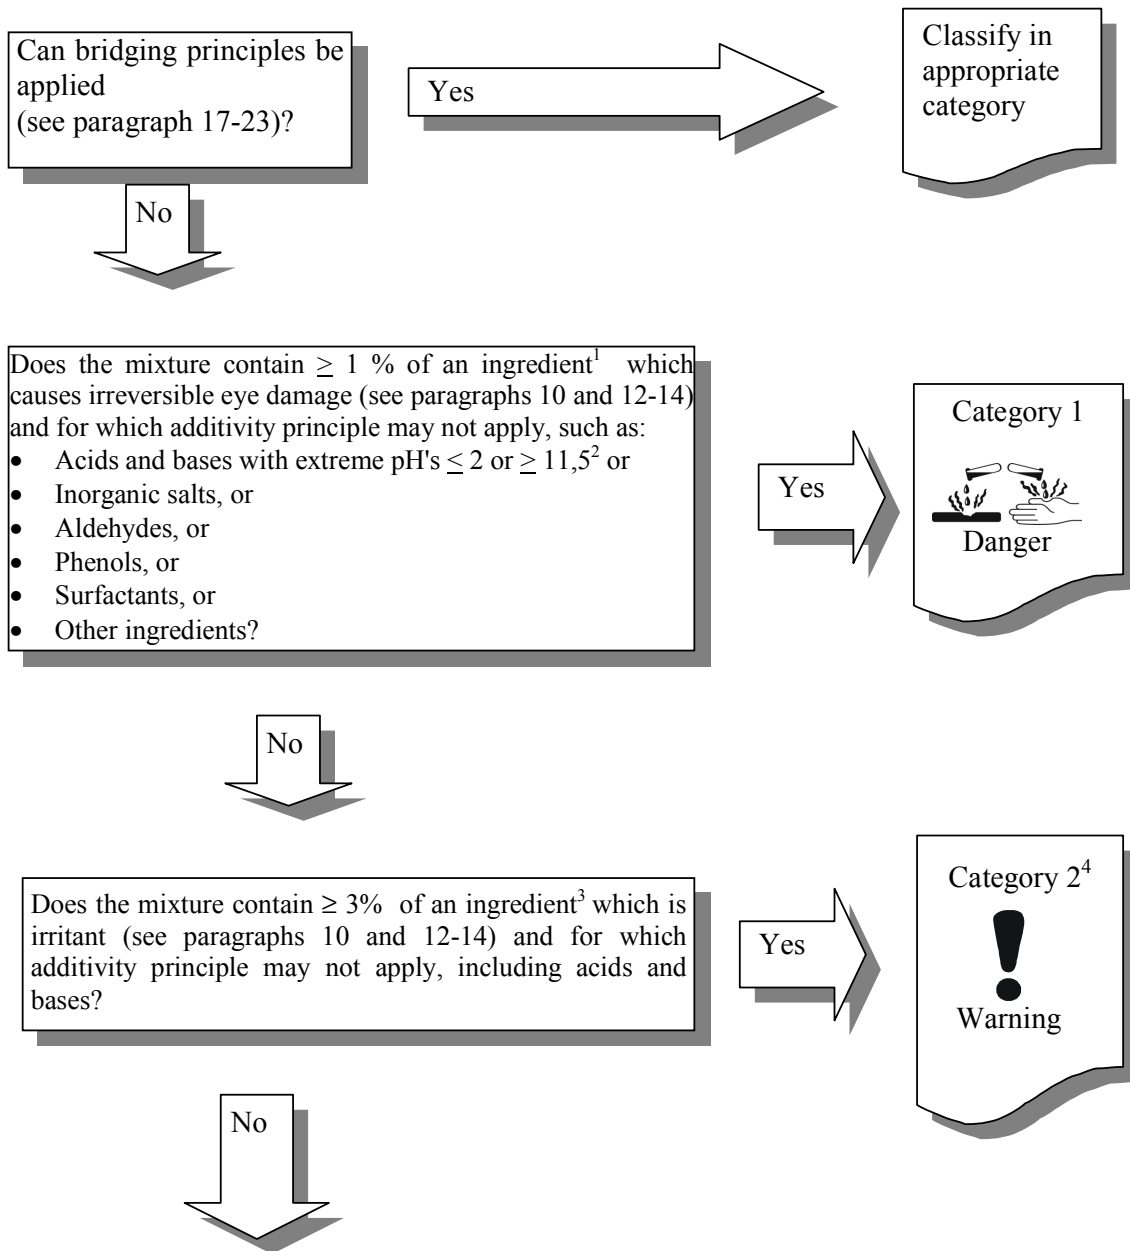 Can bridging principles be
applied
(see paragraph 17-23)?
Yes
Classify in
appropriate
category
No
Does the mixture contain ≥ 1 % of an ingredient¹ which
causes irreversible eye damage (see paragraphs 10 and 12-14)
and for which additivity principle may not apply, such as:
• Acids and bases with extreme pH's ≤ 2 or ≥ 11,5² or
• Inorganic salts, or
• Aldehydes, or
• Phenols, or
• Surfactants, or
• Other ingredients?
Yes
Category 1
Danger
No
Does the mixture contain ≥ 3% of an ingredient³ which is
irritant (see paragraphs 10 and 12-14) and for which
additivity principle may not apply, including acids and
bases?
Yes
Category 2⁴
Warning
No